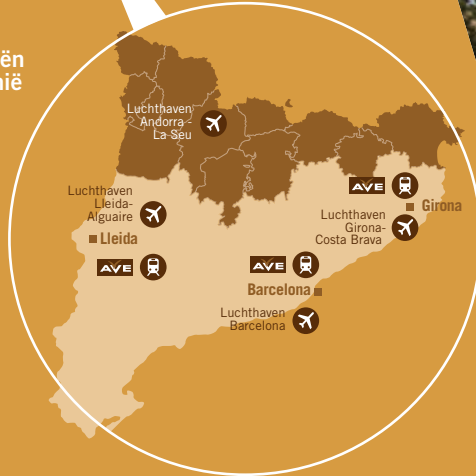 ën
nië
Luchthaven
Andorra -
La Seu
Luchthaven
Lleida-
Alguaire
Lleida
AVE
AVE
Girona
Luchthaven
Girona-
Costa Brava
AVE
Barcelona
Luchthaven
Barcelona